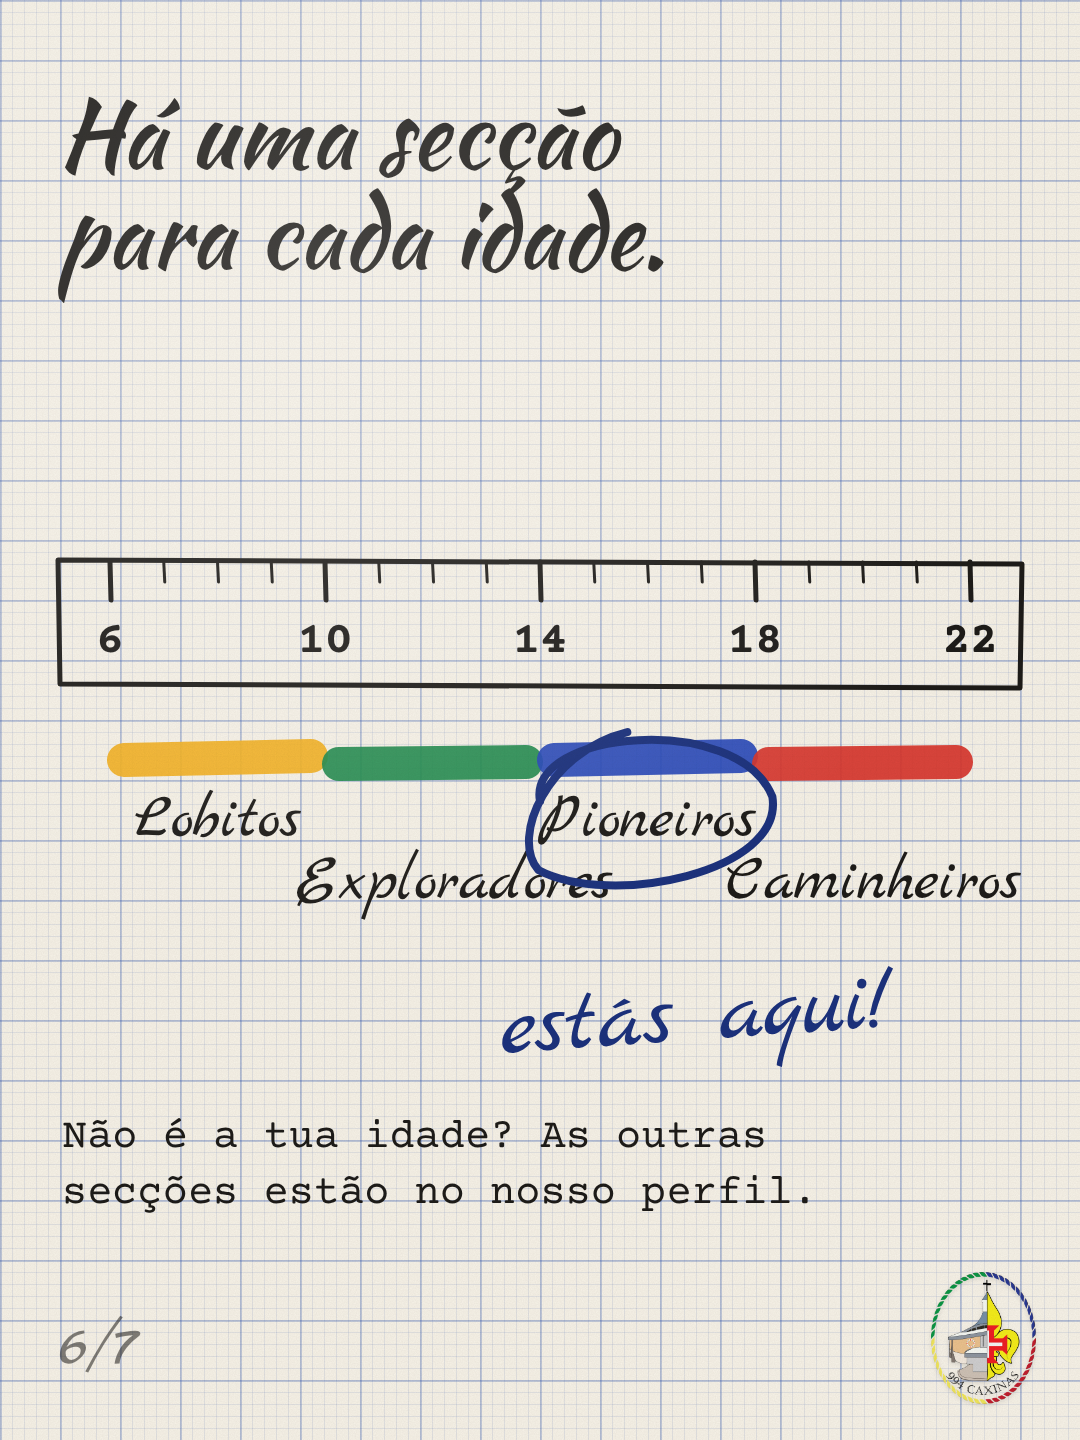 Há uma secção
para cada idade.
6 10 14 18 22
Lobitos
Pioneiros
Exploradores
Caminheiros
estás aqui!
Não é a tua idade? As outras
secções estão no nosso perfil.
6/7
994 CAXINAS